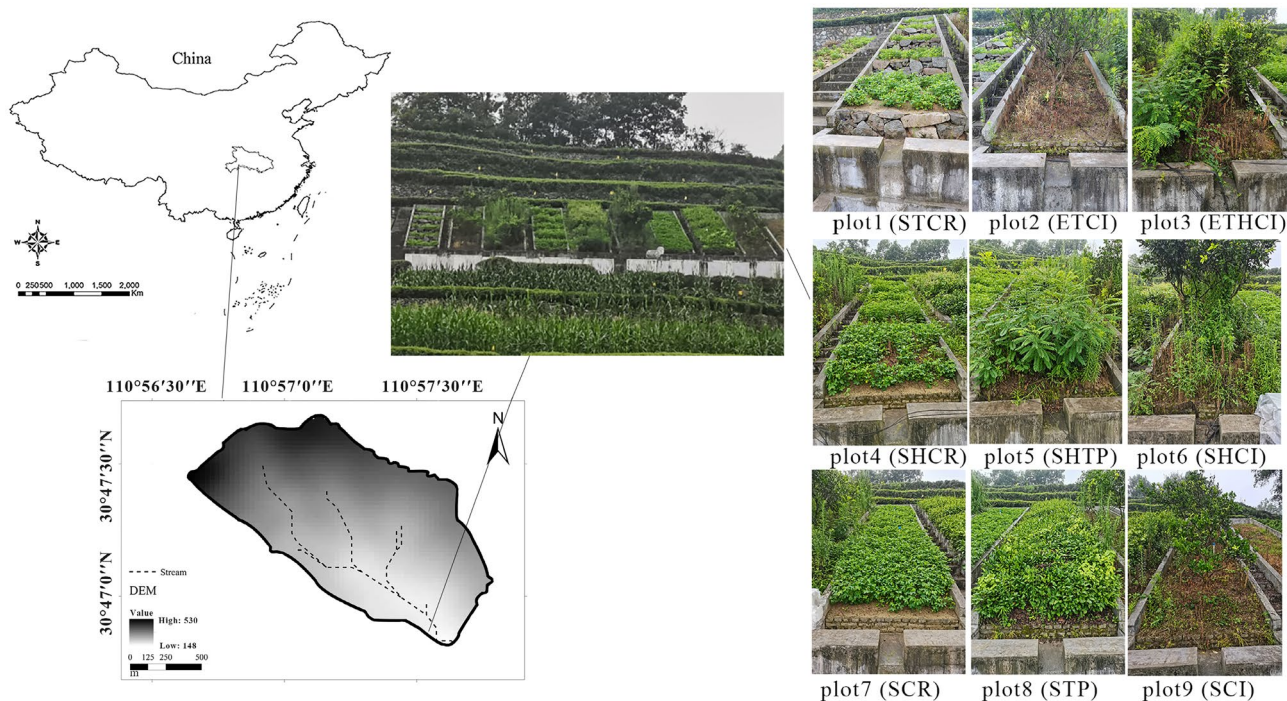 China
N
W E
S
0 250500 1,000 1,500 2,000
Km
110°56′30′′E 110°57′0′′E 110°57′30′′E
30°47′30′′N
30°47′0′′N
N
Stream
DEM
Value
High: 530
Low: 148
0 125 250 500
m
plot1 (STCR) plot2 (ETCI) plot3 (ETHCI)
plot4 (SHCR) plot5 (SHTP) plot6 (SHCI)
plot7 (SCR) plot8 (STP) plot9 (SCI)